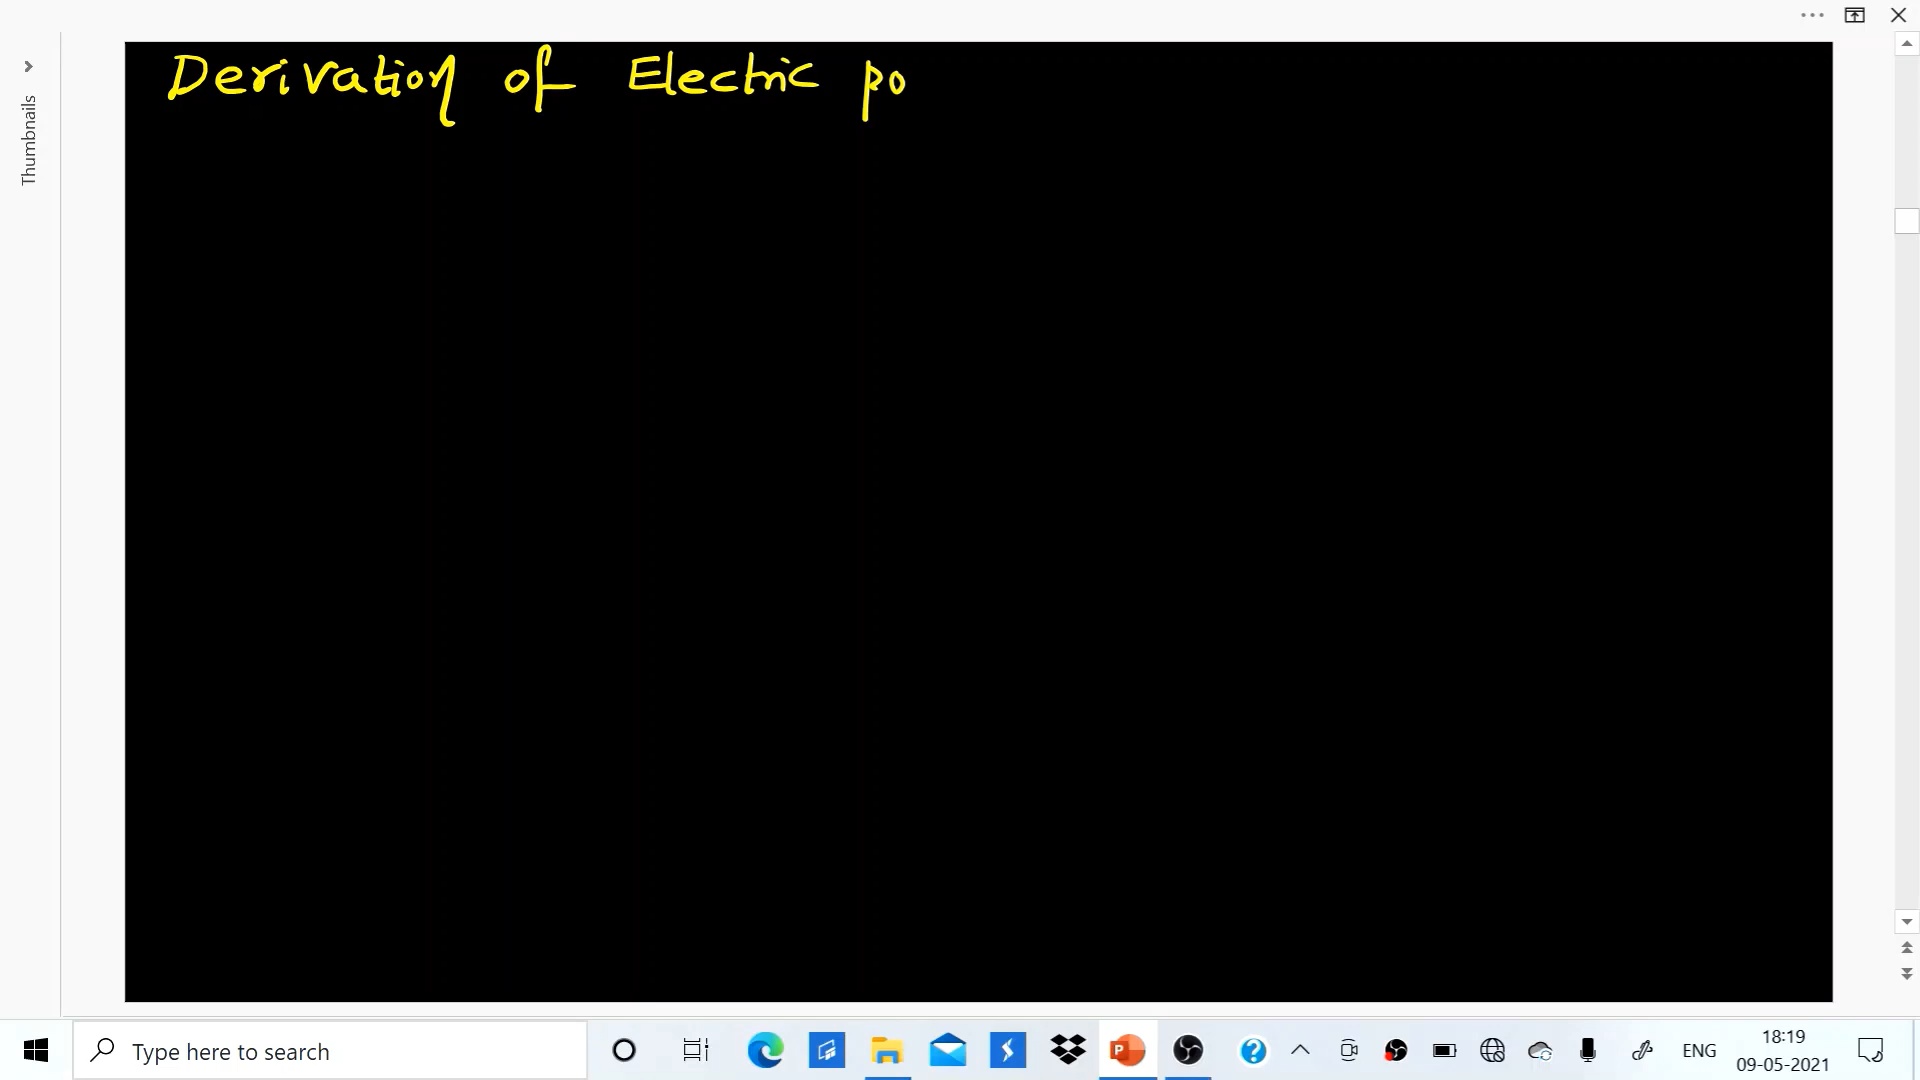 Derivation of Electric po
Thumbnails
Type here to search
ENG
18:19
09-05-2021